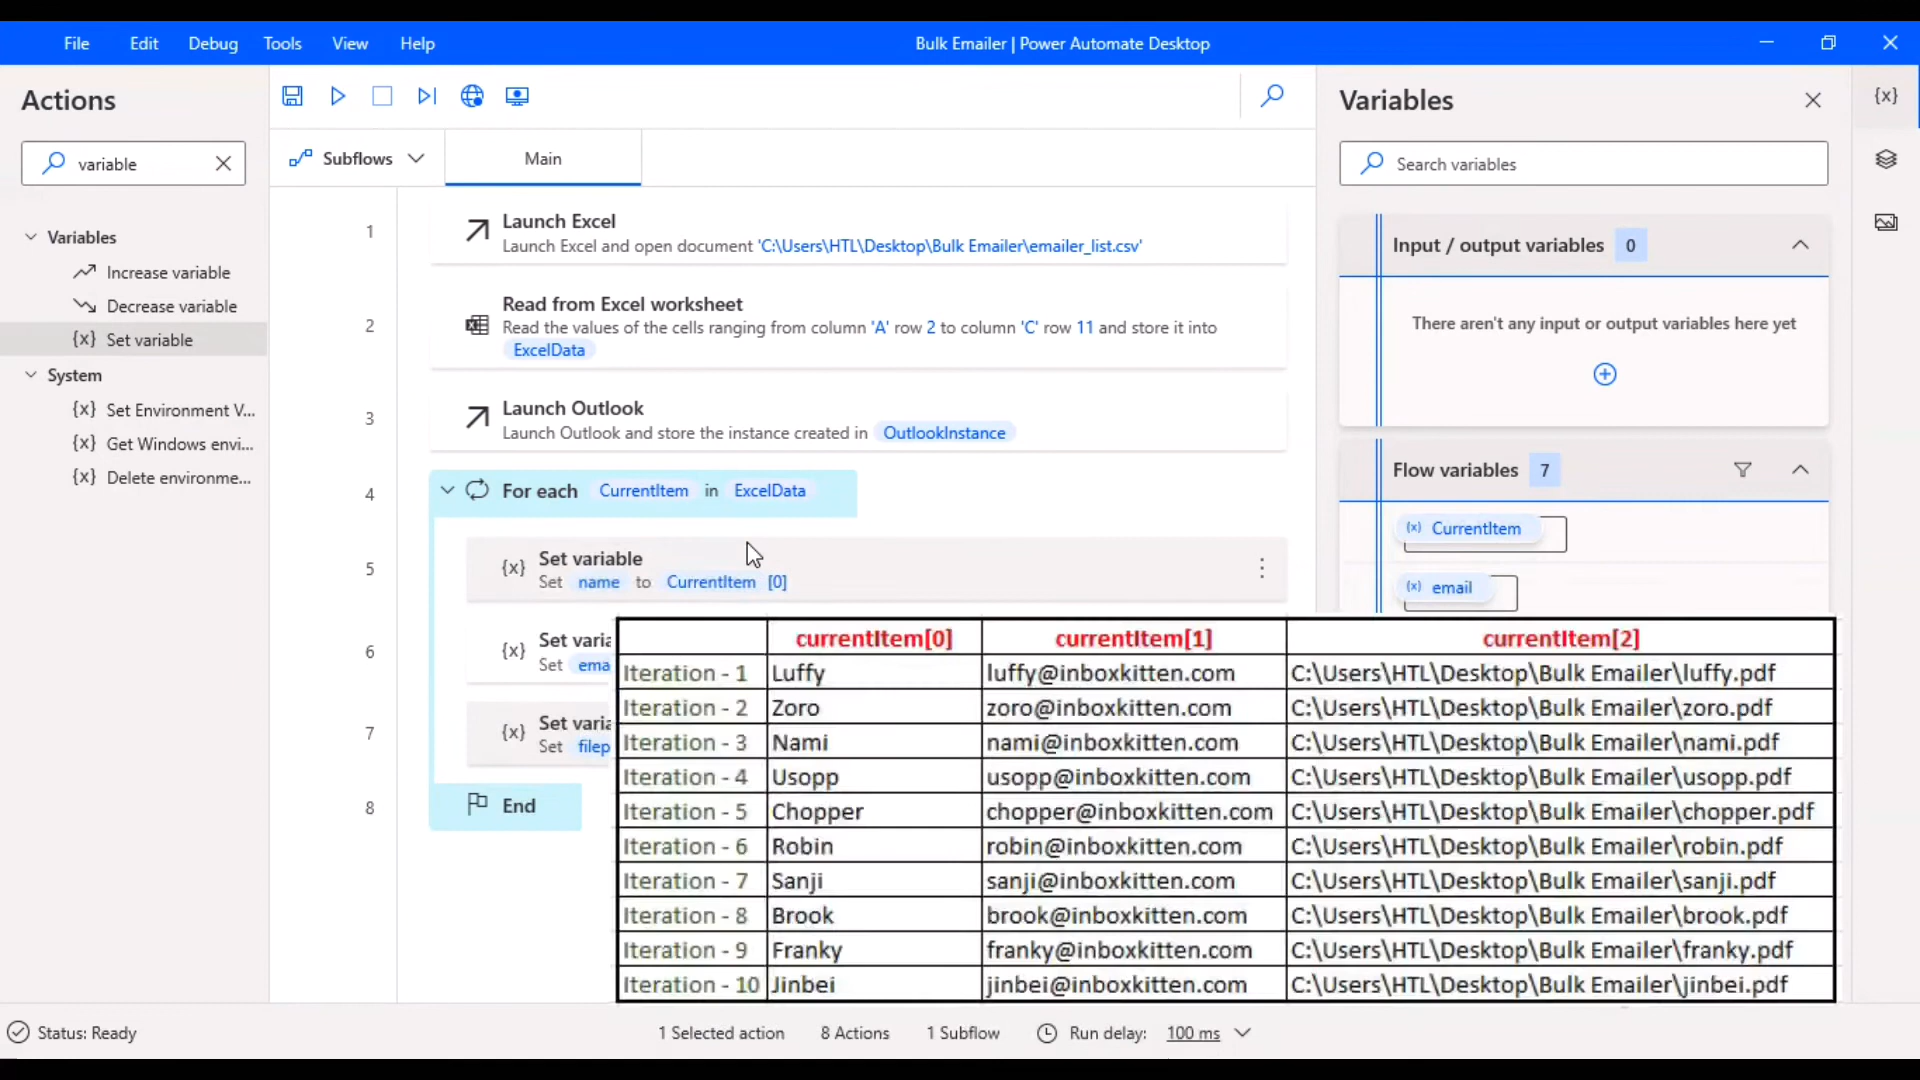 File Edit Debug Tools View Help
Bulk Emailer | Power Automate Desktop
Actions
variable
Variables
Increase variable
Decrease variable
{x} Set variable
System
{x} Set Environment V...
{x} Get Windows envi...
{x} Delete environme...
Subflows
Main
1
Launch Excel
Launch Excel and open document 'C:\Users\HTL\Desktop\Bulk Emailer\emailer_list.csv'
2
Read from Excel worksheet
Read the values of the cells ranging from column 'A' row 2 to column 'C' row 11 and store it into
ExcelData
3
Launch Outlook
Launch Outlook and store the instance created in OutlookInstance
4
For each CurrentItem in ExcelData
5
{x} Set variable
Set name to CurrentItem [0]
6
{x} Set varia
Set ema
7
{x} Set varia
Set filep
8
End
Variables
{x}
Search variables
Input / output variables 0
There aren't any input or output variables here yet
Flow variables 7
(x) CurrentItem
(x) email
currentItem[0] currentItem[1] currentItem[2]
Iteration - 1 Luffy luffy@inboxkitten.com C:\Users\HTL\Desktop\Bulk Emailer\luffy.pdf
Iteration - 2 Zoro zoro@inboxkitten.com C:\Users\HTL\Desktop\Bulk Emailer\zoro.pdf
Iteration - 3 Nami nami@inboxkitten.com C:\Users\HTL\Desktop\Bulk Emailer\nami.pdf
Iteration - 4 Usopp usopp@inboxkitten.com C:\Users\HTL\Desktop\Bulk Emailer\usopp.pdf
Iteration - 5 Chopper chopper@inboxkitten.com C:\Users\HTL\Desktop\Bulk Emailer\chopper.pdf
Iteration - 6 Robin robin@inboxkitten.com C:\Users\HTL\Desktop\Bulk Emailer\robin.pdf
Iteration - 7 Sanji sanji@inboxkitten.com C:\Users\HTL\Desktop\Bulk Emailer\sanji.pdf
Iteration - 8 Brook brook@inboxkitten.com C:\Users\HTL\Desktop\Bulk Emailer\brook.pdf
Iteration - 9 Franky franky@inboxkitten.com C:\Users\HTL\Desktop\Bulk Emailer\franky.pdf
Iteration - 10 Jinbei jinbei@inboxkitten.com C:\Users\HTL\Desktop\Bulk Emailer\jinbei.pdf
Status: Ready
1 Selected action 8 Actions 1 Subflow Run delay: 100 ms